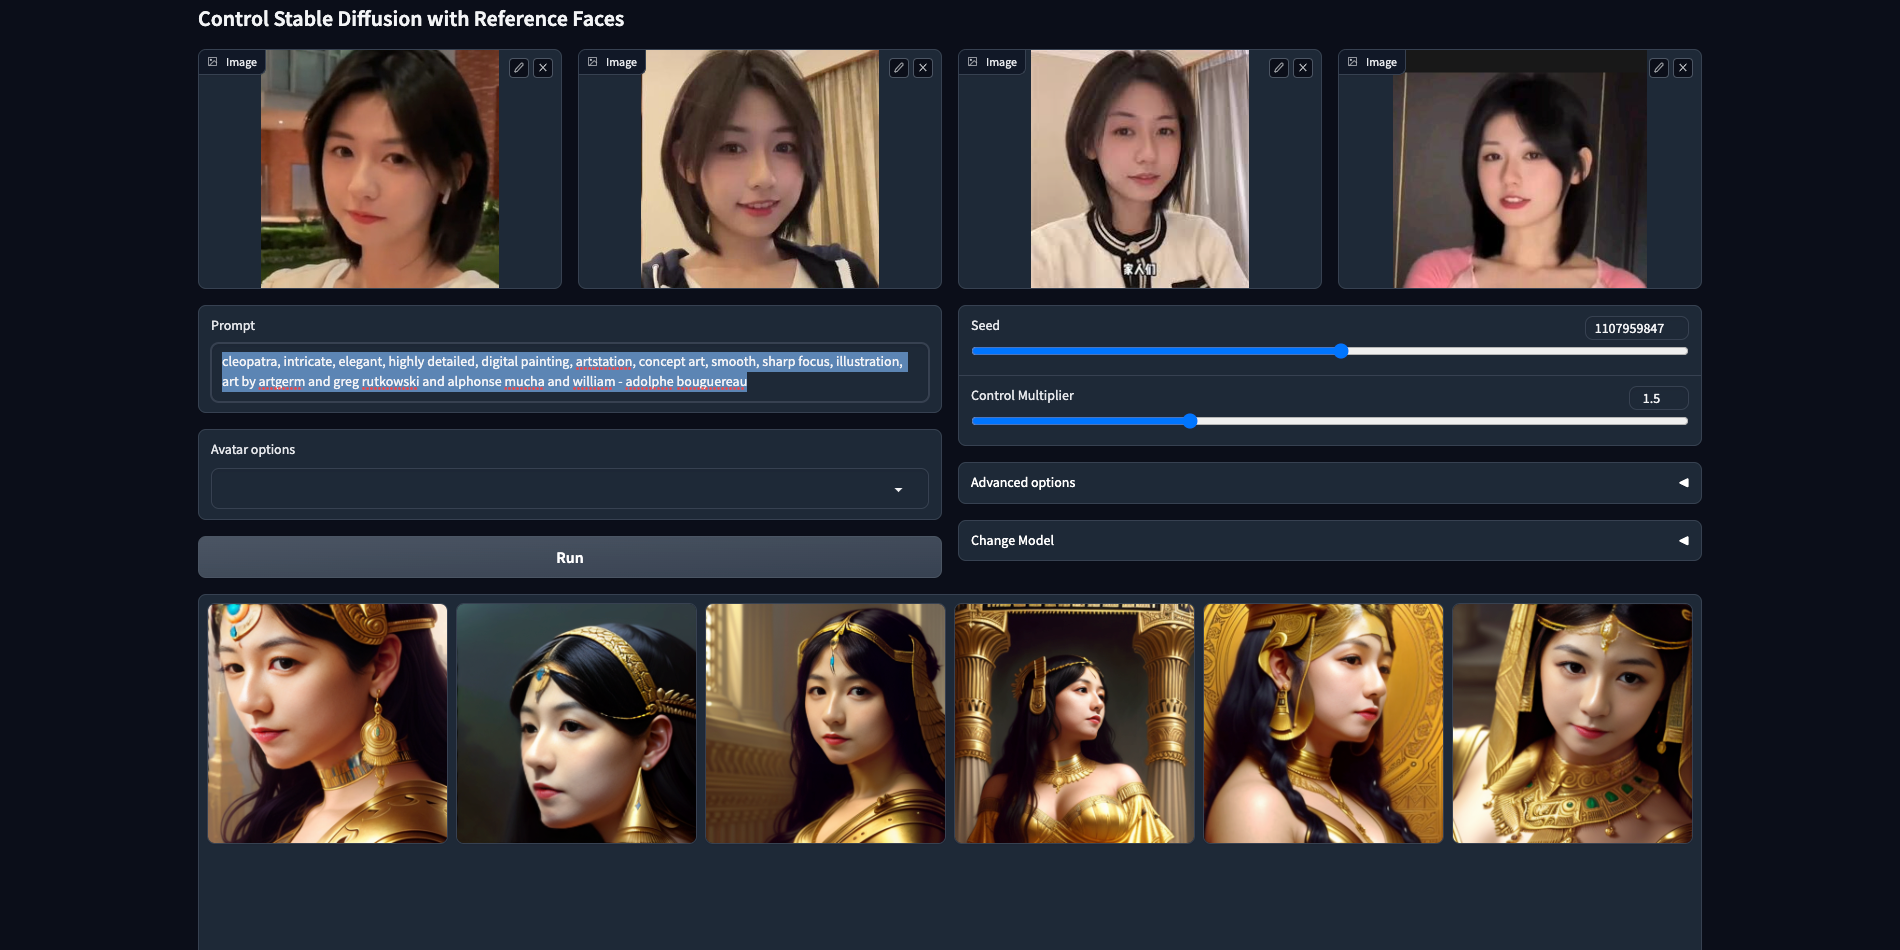 Control Stable Diffusion with Reference Faces
Image
Image
Image
Image
家人们
Prompt
cleopatra, intricate, elegant, highly detailed, digital painting, artstation, concept art, smooth, sharp focus, illustration,
art by artgerm and greg rutkowski and alphonse mucha and william - adolphe bouguereau
Seed
1107959847
Control Multiplier
1.5
Avatar options
Advanced options
Change Model
Run